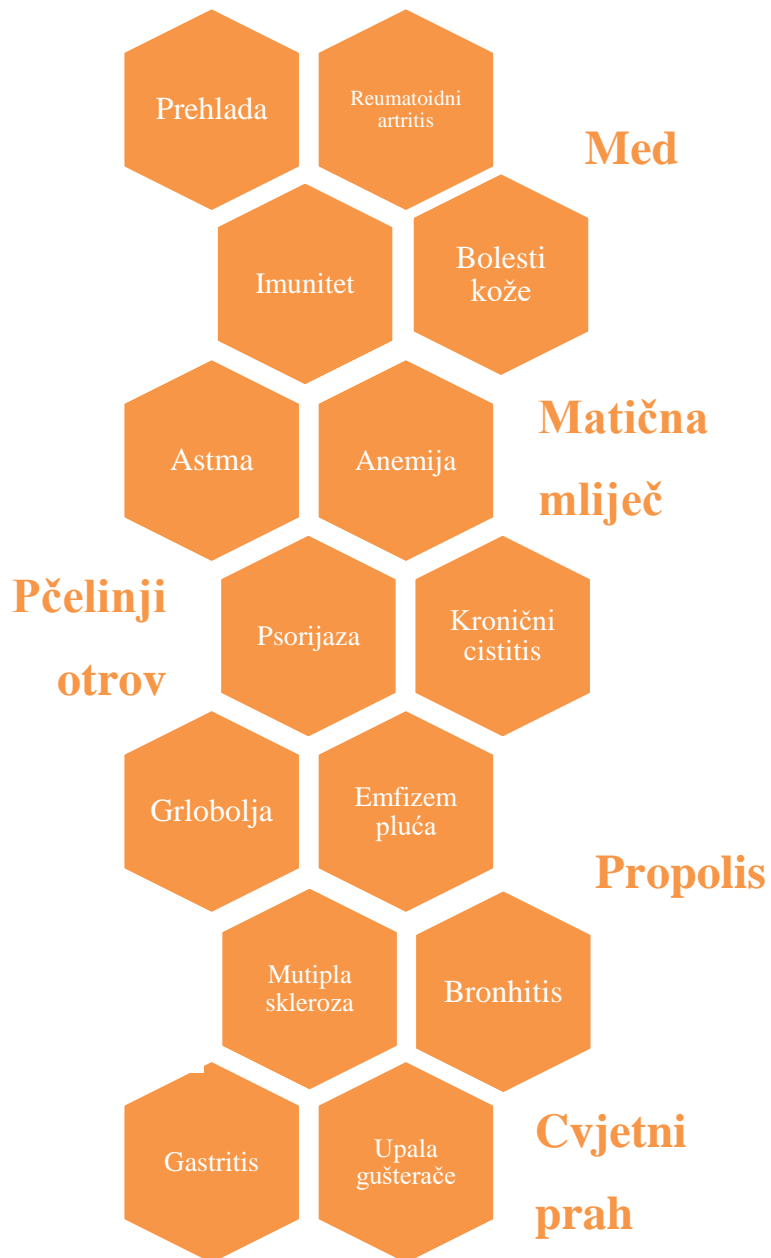 Prehlada
Reumatoidni
artritis
Med
Imunitet
Bolesti
kože
Matična
mliječ
Astma
Anemija
Pčelinji
otrov
Psorijaza
Kronični
cistitis
Grlobolja
Emfizem
pluća
Propolis
Mutipla
skleroza
Bronhitis
Cvjetni
prah
Gastritis
Upala
gušterače